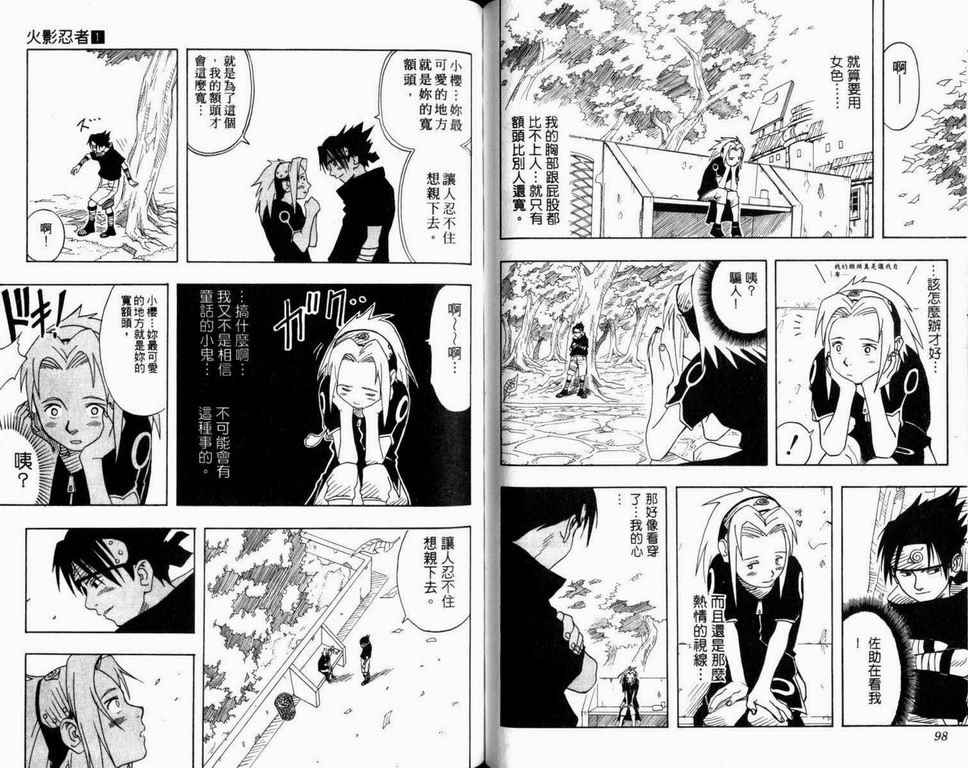 啊
——
就算要用
女色……
我的胸部跟屁股都
比不上人…就只有
額頭比別人還寬。
…該怎麼辦才好…
!
咦?
騙人!
佐助在看我
!
而且還是那麼
熱情的視線…
那好像看穿
了…我的心
…
98
火影忍者1
小櫻…妳最
可愛的地方
就是妳的寬
額頭,
讓人忍不住
想親下去。
就是為了這個
,我的額頭才
會這麼寬…
ス…
啊!
啊～啊…
ガク…
…搞什麼啊…
我又不是相信
童話的小鬼…
不可能會有
這種事的。
小櫻…妳最可愛
的地方就是妳的
寬額頭,
ドキ!
咦?
讓人忍不住
想親下去。